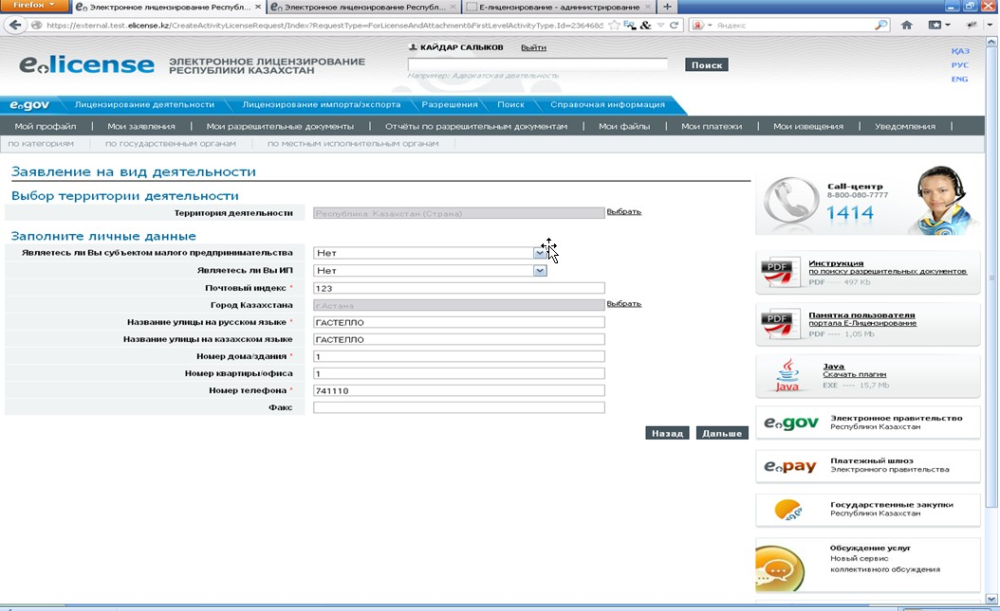 Firefox
Электронное лицензирование Республ...
Электронное лицензирование Республ...
Е-лицензирование - администрирование
https://external.test.elicense.kz/CreateActivityLicenseRequest/Index?RequestType=ForLicenseAndAttachment&FirstLevelActivityType.Id=236468
Яндекс
КАЙДАР САЛЫКОВ Выйти
elicense
ЭЛЕКТРОННОЕ ЛИЦЕНЗИРОВАНИЕ
РЕСПУБЛИКИ КАЗАХСТАН
Поиск
Например: Адвокатская деятельность
ҚАЗ
РУС
ENG
egov Лицензирование деятельности Лицензирование импорта/экспорта Разрешения Поиск Справочная информация
Мой профиль | Мои заявления | Мои разрешительные документы | Отчёты по разрешительным документам | Мои файлы | Мои платежи | Мои извещения | Уведомления |
по категориям по государственным органам по местным исполнительным органам
Заявление на вид деятельности
Выбор территории деятельности
Территория деятельности Республика Казахстан (Страна) Выбрать
Заполните личные данные
Являетесь ли Вы субъектом малого предпринимательства Нет
Являетесь ли Вы ИП Нет
Почтовый индекс * 123
Город Казахстана г.Астана Выбрать
Название улицы на русском языке * ГАСТЕЛЛО
Название улицы на казахском языке ГАСТЕЛЛО
Номер дома/здания * 1
Номер квартиры/офиса 1
Номер телефона * 741110
Факс
Назад Дальше
Call-центр
8-800-080-7777
1414
PDF
Инструкция
по поиску разрешительных документов
PDF ---- 497 Kb
PDF
Памятка пользователя
портала Е-Лицензирование
PDF ---- 1,05 Mb
Java
Java
Скачать плагин
EXE ---- 15,7 Mb
egov
Электронное правительство
Республики Казахстан
epay
Платежный шлюз
Электронного правительства
Государственные закупки
Республики Казахстан
Обсуждение услуг
Новый сервис
коллективного обсуждения